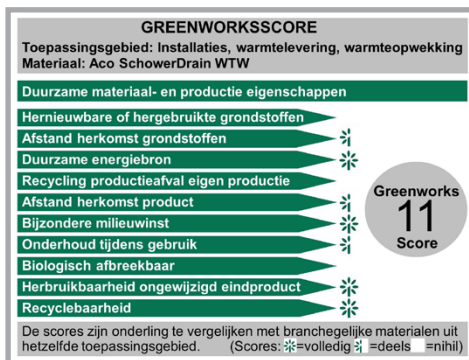 GREENWORKSSCORE
Toepassingsgebied: Installaties, warmtelevering, warmteopwekking
Materiaal: Aco SchowerDrain WTW
Duurzame materiaal- en productie eigenschappen
Hernieuwbare of hergebruikte grondstoffen
Afstand herkomst grondstoffen
Duurzame energiebron
Recycling productieafval eigen productie
Afstand herkomst product
Bijzondere milieuwinst
Onderhoud tijdens gebruik
Biologisch afbreekbaar
Herbruikbaarheid ongewijzigd eindproduct
Recyclebaarheid
Greenworks
11
Score
De scores zijn onderling te vergelijken met branchegelijke materialen uit
hetzelfde toepassingsgebied. (Scores: =volledig =deels =nihil)